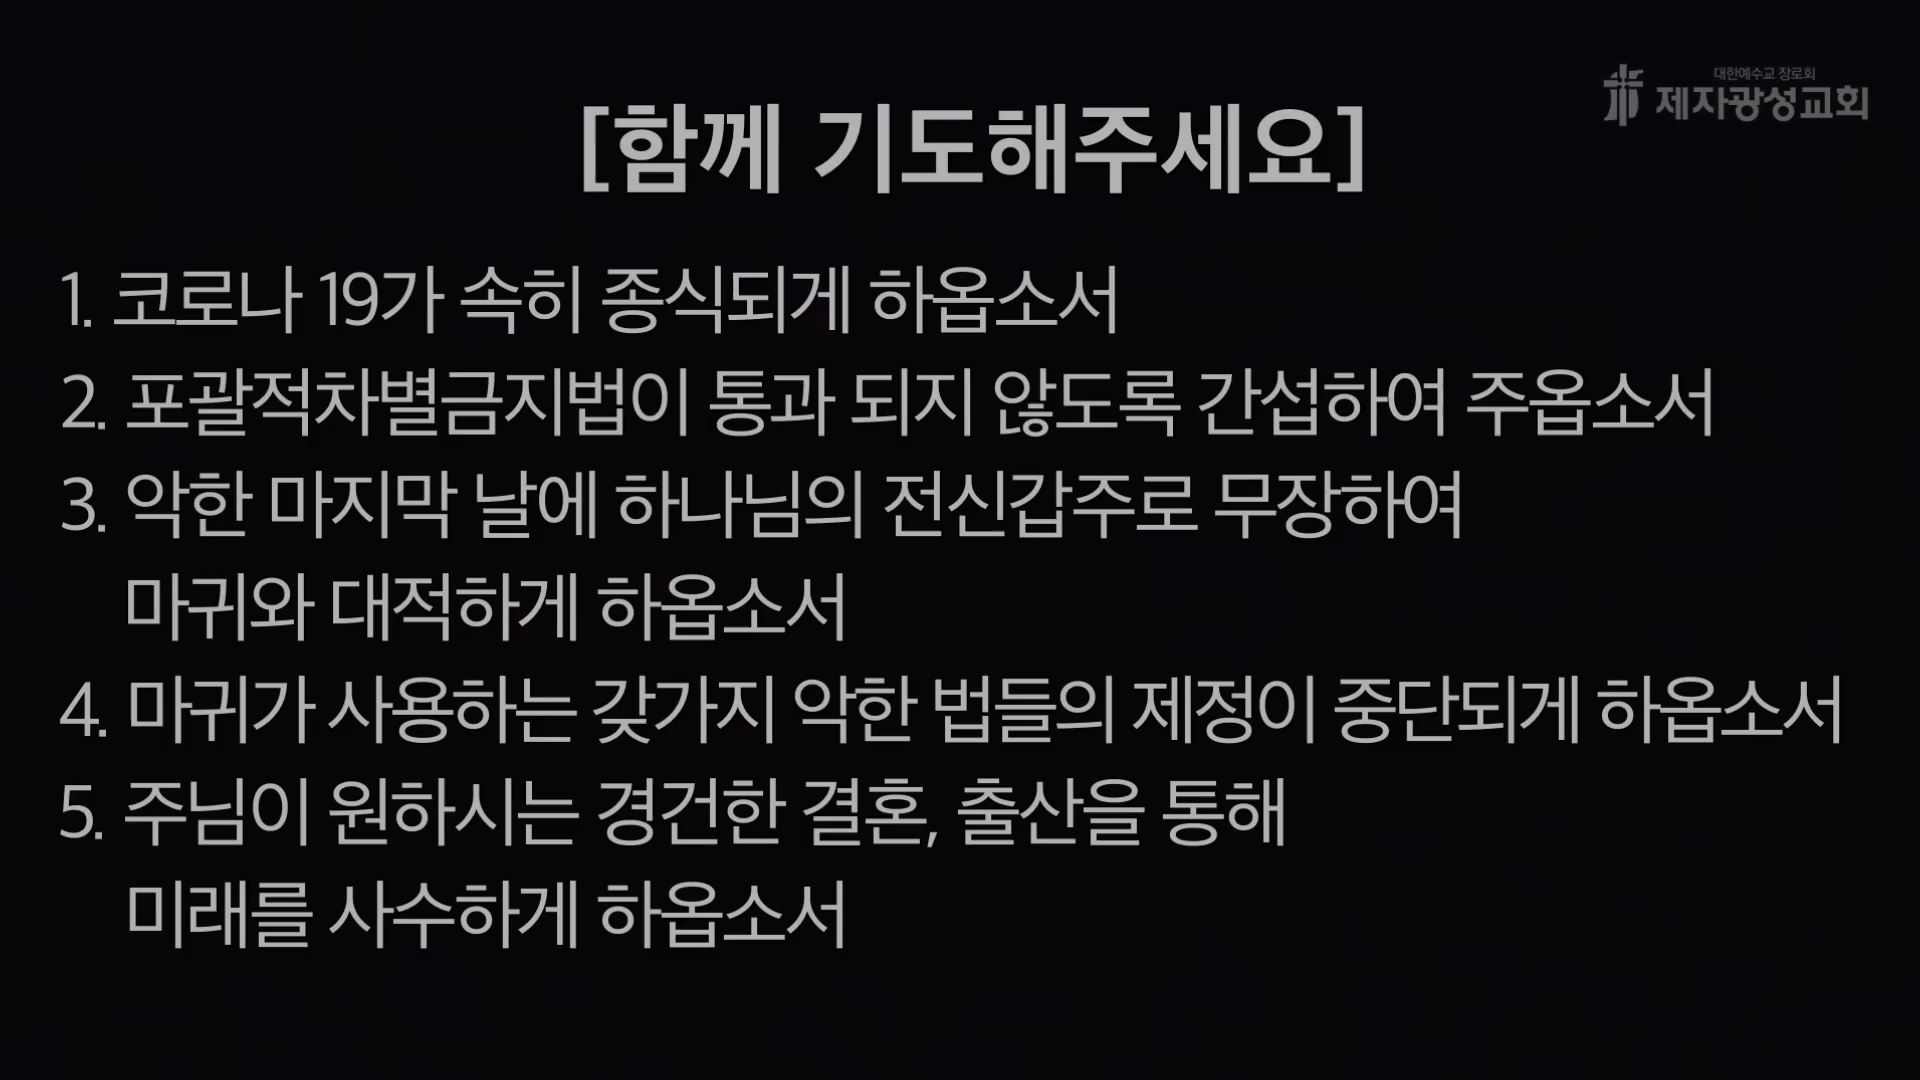 대한예수교 장로회
제자광성교회
[함께 기도해주세요]
1. 코로나 19가 속히 종식되게 하옵소서
2. 포괄적차별금지법이 통과 되지 않도록 간섭하여 주옵소서
3. 악한 마지막 날에 하나님의 전신갑주로 무장하여
마귀와 대적하게 하옵소서
4. 마귀가 사용하는 갖가지 악한 법들의 제정이 중단되게 하옵소서
5. 주님이 원하시는 경건한 결혼, 출산을 통해
미래를 사수하게 하옵소서